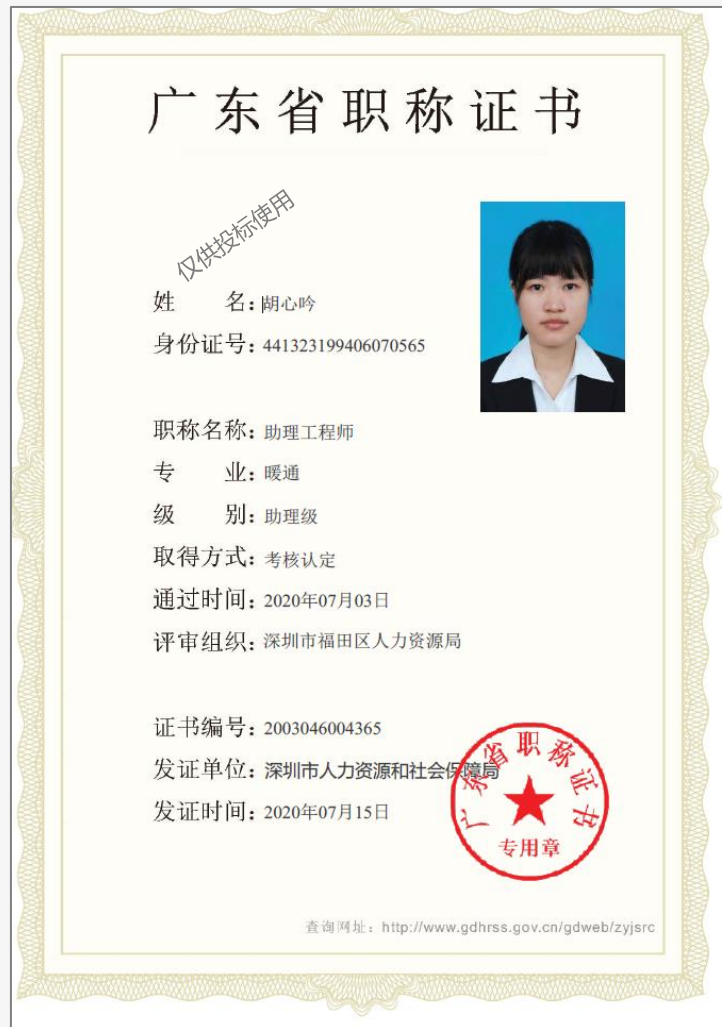 广东省职称证书
仅供投标使用
姓 名:胡心吟
身份证号:441323199406070565
职称名称:助理工程师
专 业:暖通
级 别:助理级
取得方式:考核认定
通过时间:2020年07月03日
评审组织:深圳市福田区人力资源局
证书编号:2003046004365
发证单位:深圳市人力资源和社会保障局
发证时间:2020年07月15日
广东省职称证书
专用章
查询网址:http://www.gdhrss.gov.cn/gdweb/zyjsrc